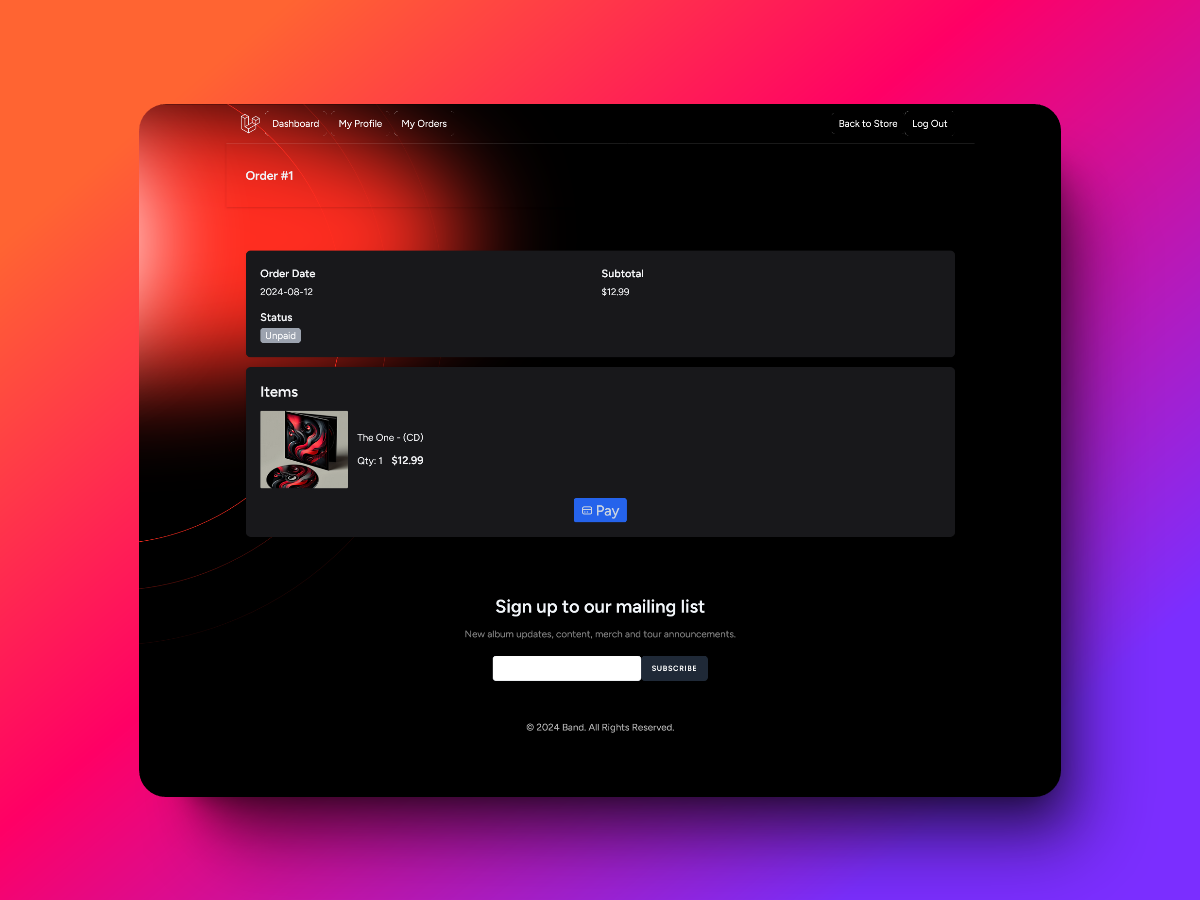 Dashboard My Profile My Orders Back to Store Log Out
Order #1
Order Date Subtotal
2024-08-12 $12.99
Status
Unpaid
Items
The One - (CD)
Qty: 1 $12.99
Pay
Sign up to our mailing list
New album updates, content, merch and tour announcements.
SUBSCRIBE
© 2024 Band. All Rights Reserved.